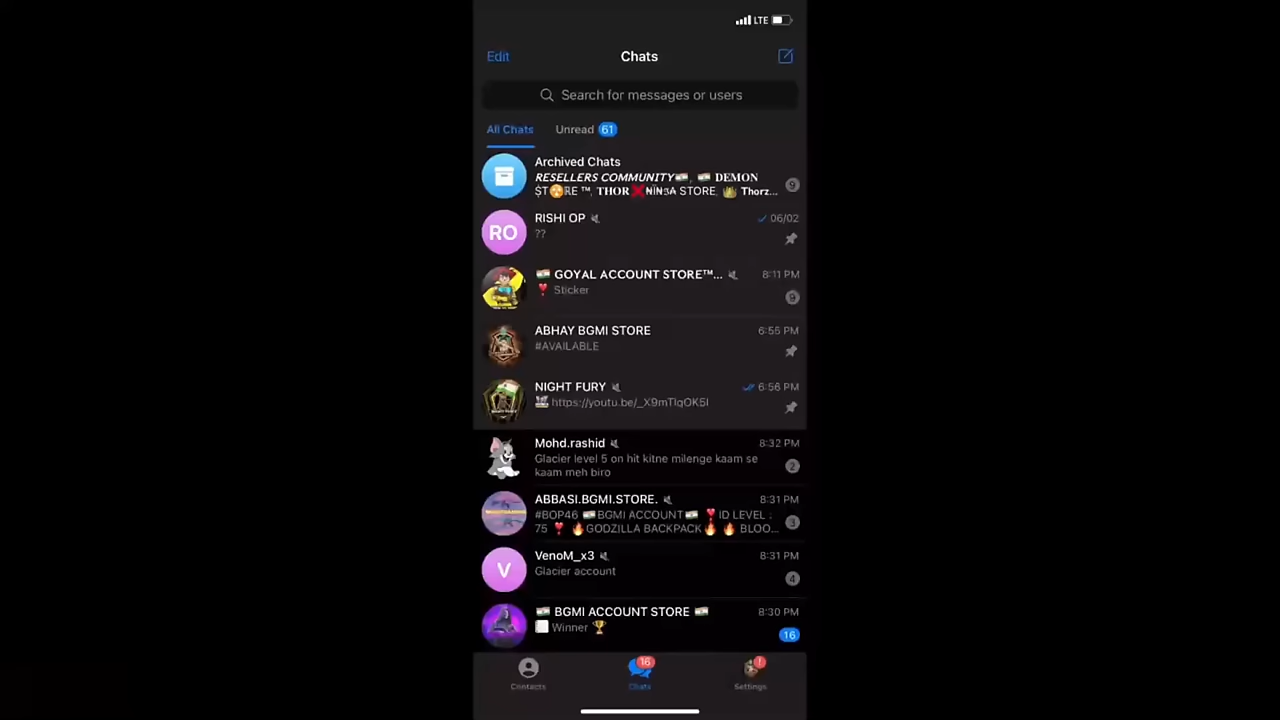 LTE
Edit
Chats
Search for messages or users
All Chats
Unread 61
Archived Chats
RESELLERS COMMUNITY🇮🇳, 🇮🇳 DEMON
$T☢️RE ™, THOR❌NINJA STORE, 👑 Thorz...
9
RO
RISHI OP
06/02
??
🇮🇳 GOYAL ACCOUNT STORE™...
8:11 PM
❣️ Sticker
9
ABHAY BGMI STORE
6:55 PM
#AVAILABLE
NIGHT FURY
6:56 PM
https://youtu.be/_X9mTlqOK5I
Mohd.rashid
8:32 PM
Glacier level 5 on hit kitne milenge kaam se
kaam meh biro
2
ABBASI.BGMI.STORE.
8:31 PM
#BOP46 🇮🇳BGMI ACCOUNT🇮🇳 ❣️ID LEVEL :
75 ❣️ 🔥GODZILLA BACKPACK🔥 🔥 BLOO...
3
V
VenoM_x3
8:31 PM
Glacier account
4
🇮🇳 BGMI ACCOUNT STORE 🇮🇳
8:30 PM
Winner 🏆
16
16
!
Contacts
Chats
Settings